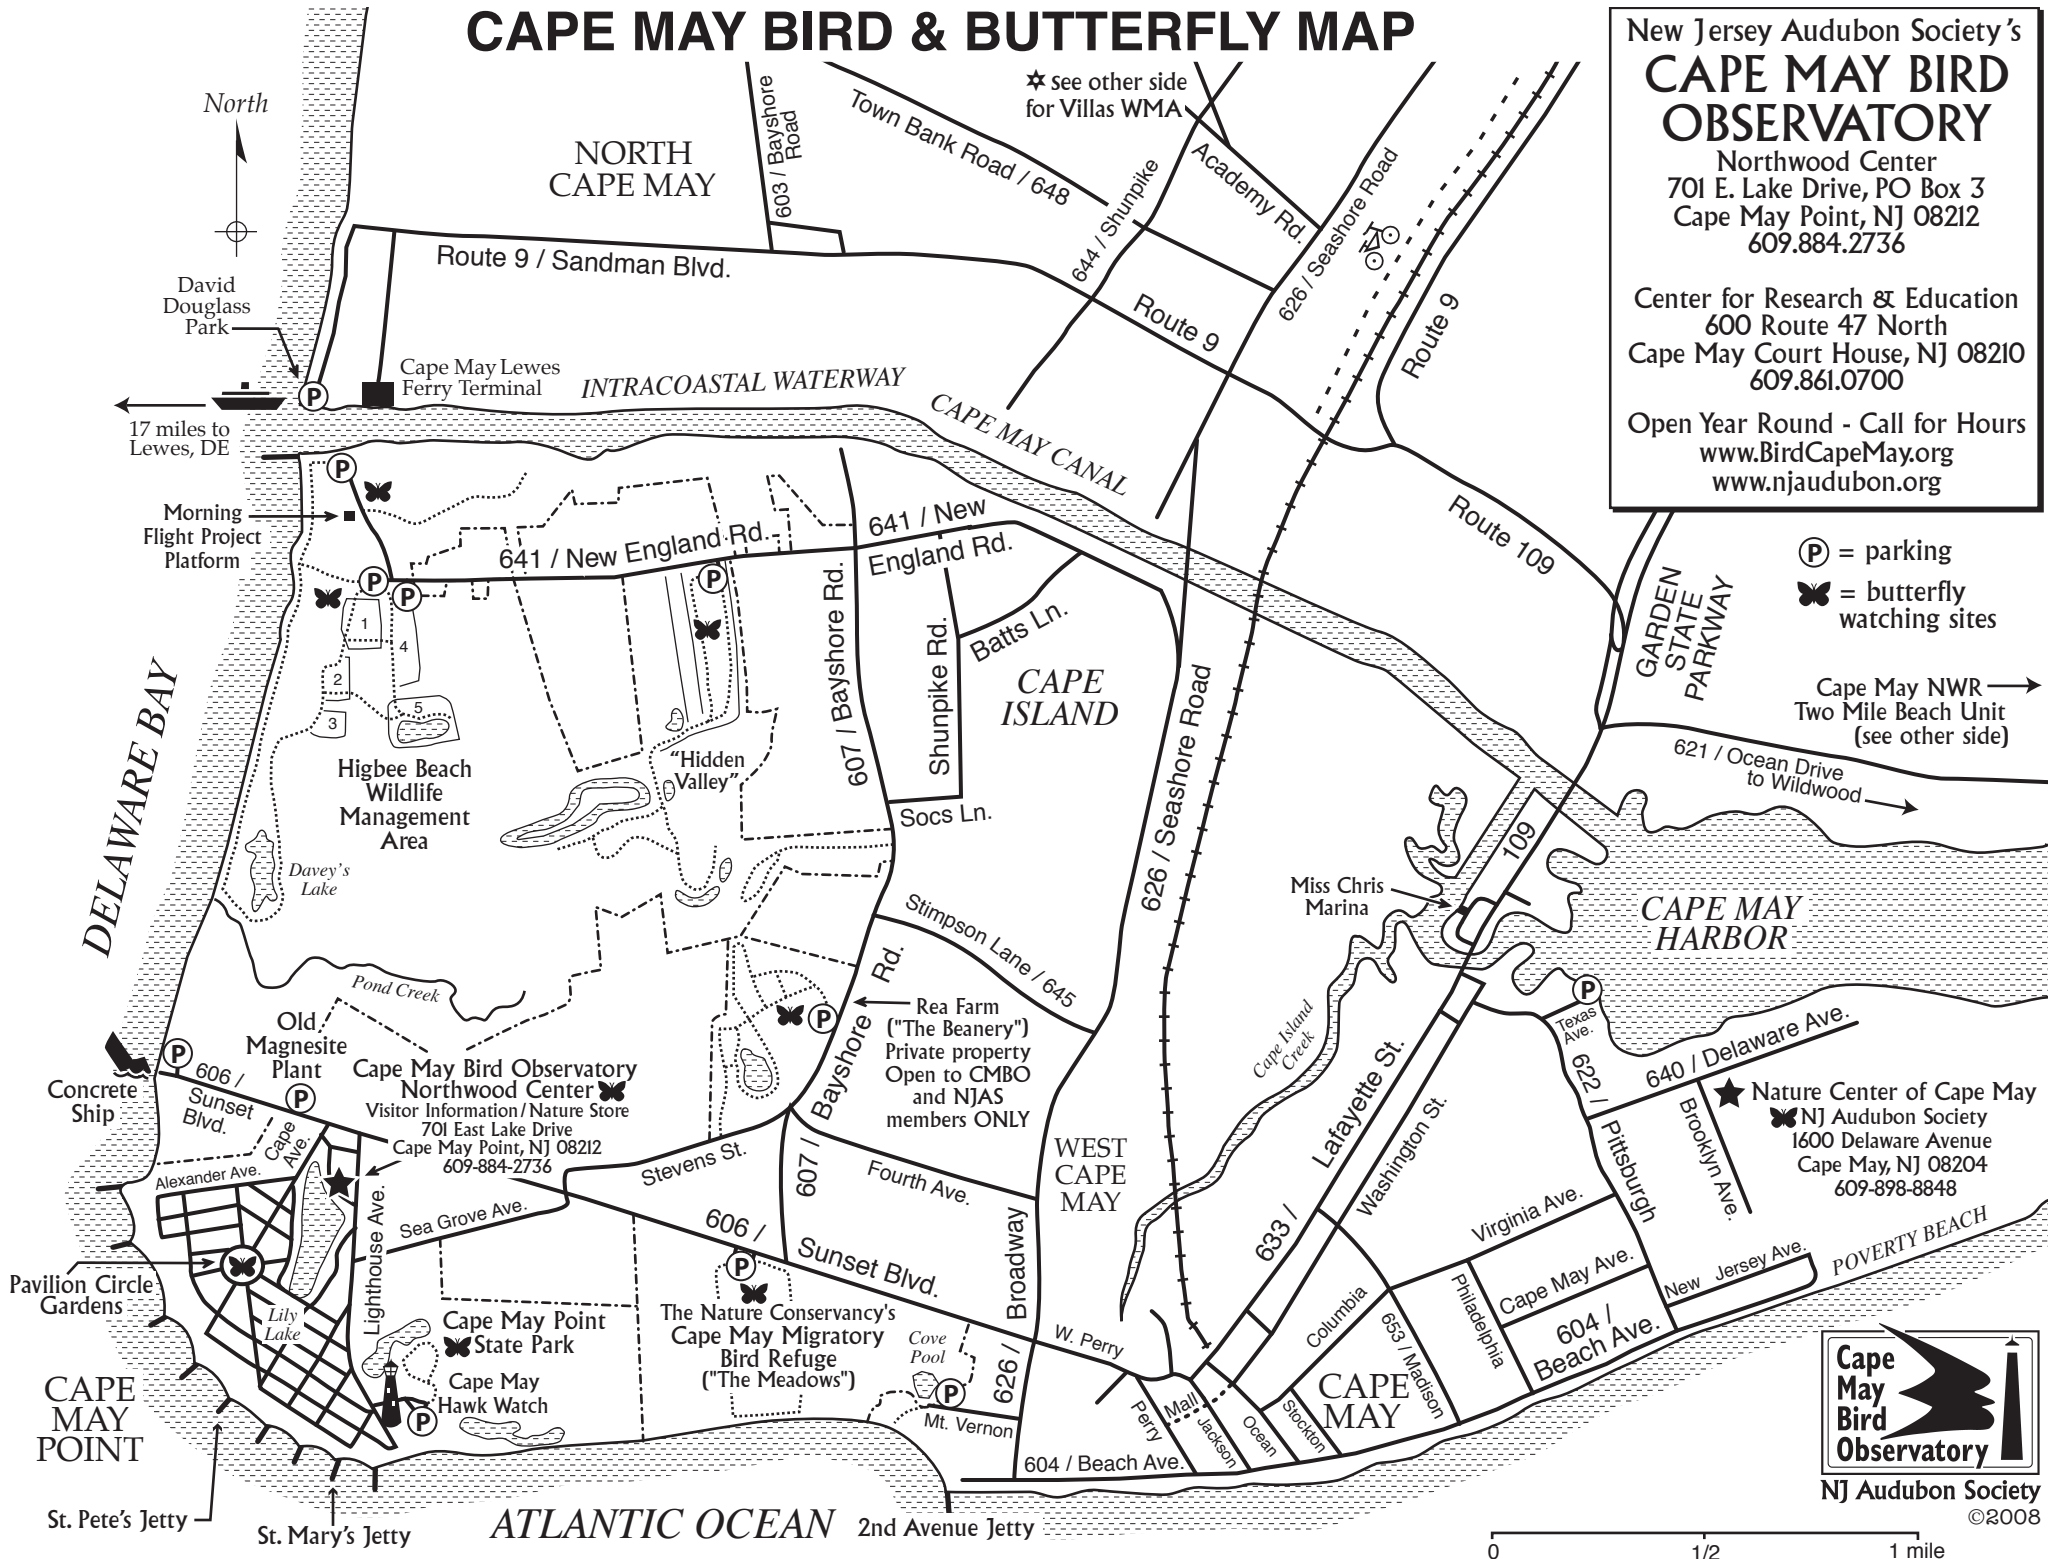 CAPE MAY BIRD & BUTTERFLY MAP
New Jersey Audubon Society's
CAPE MAY BIRD
OBSERVATORY
Northwood Center
701 E. Lake Drive, PO Box 3
Cape May Point, NJ 08212
609.884.2736
Center for Research & Education
600 Route 47 North
Cape May Court House, NJ 08210
609.861.0700
Open Year Round - Call for Hours
www.BirdCapeMay.org
www.njaudubon.org
North
NORTH
CAPE MAY
603 / Bayshore
Road
Town Bank Road / 648
✡ see other side
for Villas WMA
Academy Rd.
644 / Shunpike
626 / Seashore Road
Route 9 / Sandman Blvd.
Route 9
Route 9
David
Douglass
Park
P
Cape May Lewes
Ferry Terminal
INTRACOASTAL WATERWAY
CAPE MAY CANAL
17 miles to
Lewes, DE
P
Morning
Flight Project
Platform
641 / New England Rd.
641 / New
England Rd.
Route 109
GARDEN
STATE
PARKWAY
P = parking
= butterfly
watching sites
P
P
P
1
4
2
3
5
607 / Bayshore Rd.
Shunpike Rd.
Batts Ln.
CAPE
ISLAND
626 / Seashore Road
Cape May NWR
Two Mile Beach Unit
(see other side)
621 / Ocean Drive
to Wildwood
DELAWARE BAY
Higbee Beach
Wildlife
Management
Area
"Hidden
Valley"
Socs Ln.
Davey's
Lake
109
Miss Chris
Marina
CAPE MAY
HARBOR
Stimpson Lane / 645
Pond Creek
Bayshore Rd.
P
Rea Farm
("The Beanery")
Private property
Open to CMBO
and NJAS
members ONLY
Cape Island
Creek
P
Texas
Ave.
640 / Delaware Ave.
Old
Magnesite
Plant
P
P
606 /
Sunset
Blvd.
Concrete
Ship
Cape May Bird Observatory
Northwood Center
Visitor Information/Nature Store
701 East Lake Drive
Cape May Point, NJ 08212
609-884-2736
Cape
Ave.
Alexander Ave.
Lafayette St.
Washington St.
622 /
Pittsburgh
Brooklyn Ave.
Nature Center of Cape May
NJ Audubon Society
1600 Delaware Avenue
Cape May, NJ 08204
609-898-8848
Stevens St.
607 /
Fourth Ave.
WEST
CAPE
MAY
Lighthouse Ave.
Sea Grove Ave.
606 /
Sunset Blvd.
Broadway
633 /
Virginia Ave.
Cape May Ave.
New Jersey Ave.
POVERTY BEACH
Pavilion Circle
Gardens
Lily
Lake
Cape May Point
State Park
Cape May
Hawk Watch
P
P
The Nature Conservancy's
Cape May Migratory
Bird Refuge
("The Meadows")
Cove
Pool
P
626 /
Mt. Vernon
W. Perry
Columbia
653 / Madison
Philadelphia
604 /
Beach Ave.
CAPE
MAY
Perry
Mall
Jackson
Ocean
Stockton
604 / Beach Ave.
CAPE
MAY
POINT
St. Pete's Jetty
St. Mary's Jetty
ATLANTIC OCEAN
2nd Avenue Jetty
Cape
May
Bird
Observatory
NJ Audubon Society
©2008
0 1/2 1 mile